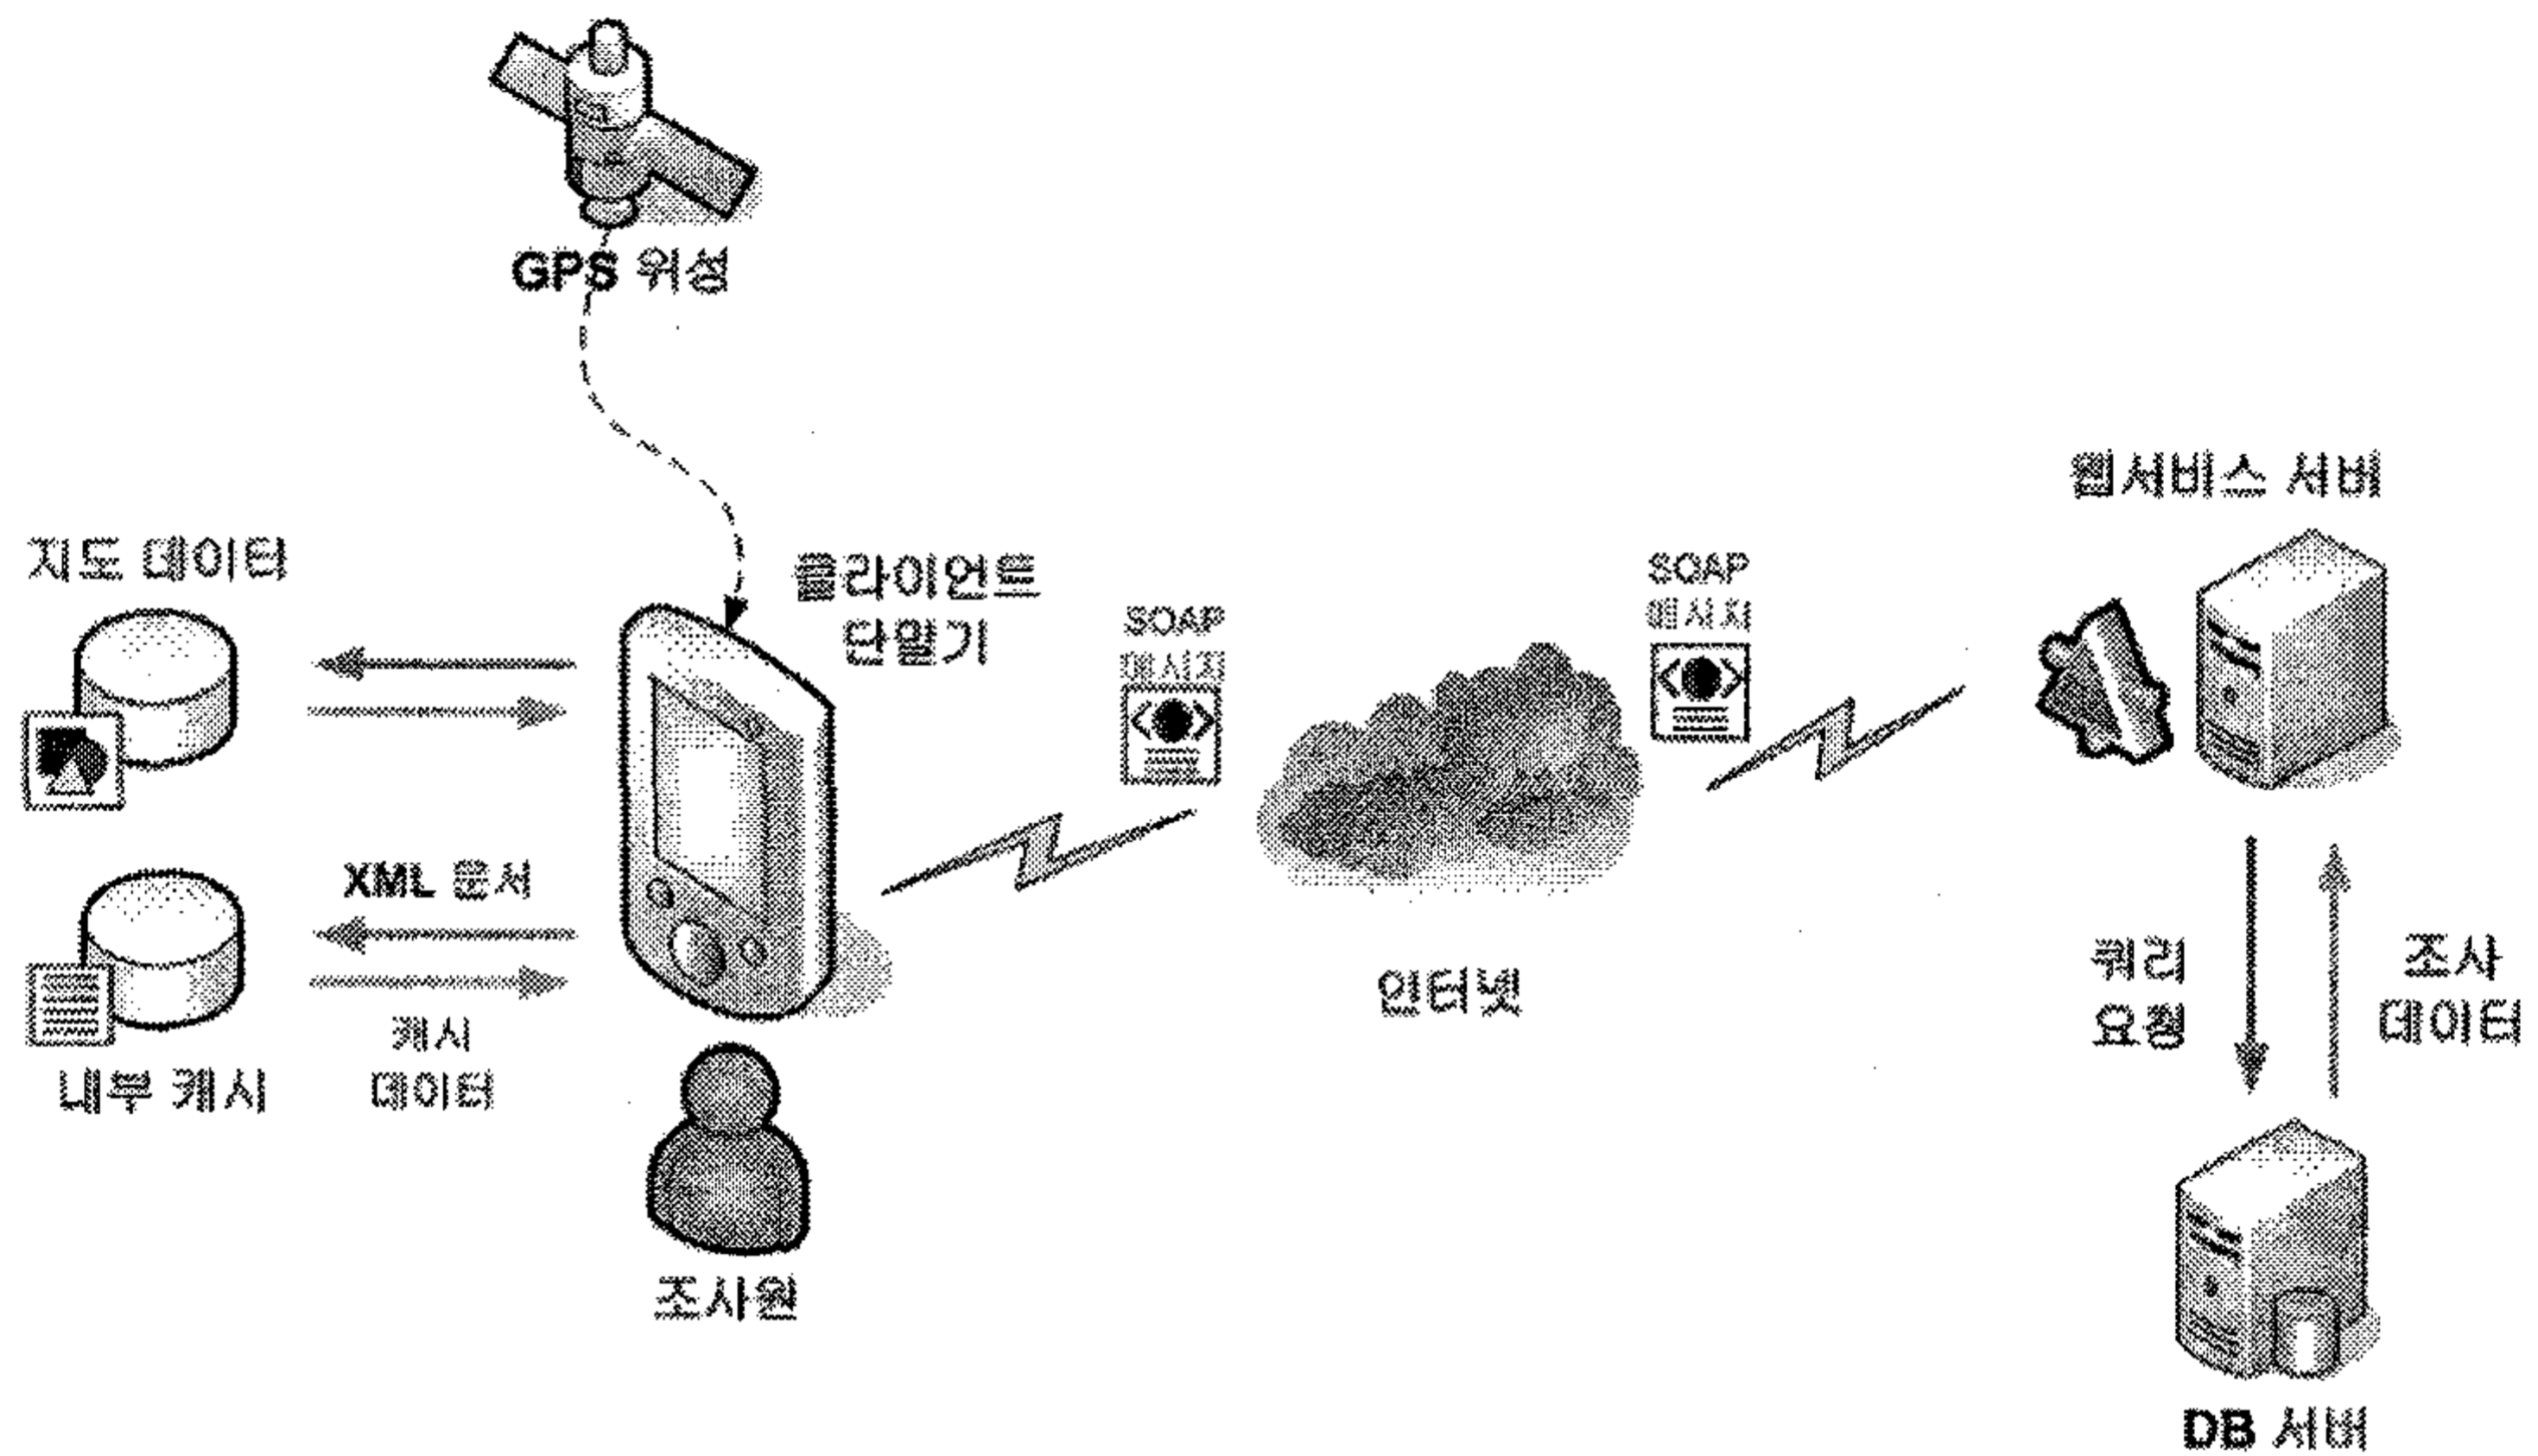 GPS 위성
웹서비스 서버
지도 데이터
클라이언트
단말기
SOAP
메시지
SOAP
메시지
XML 문서
캐시
데이터
내부 캐시
인터넷
쿼리
요청
조사
데이터
조사원
DB 서버